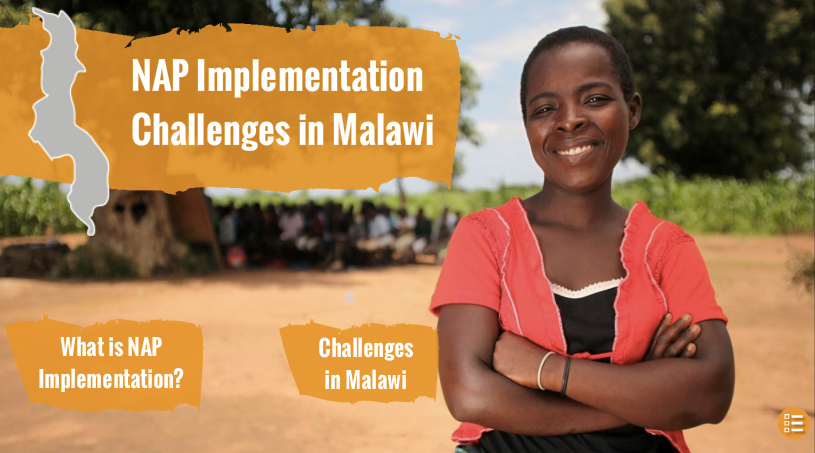 NAP Implementation
Challenges in Malawi
What is NAP
Implementation?
Challenges
in Malawi